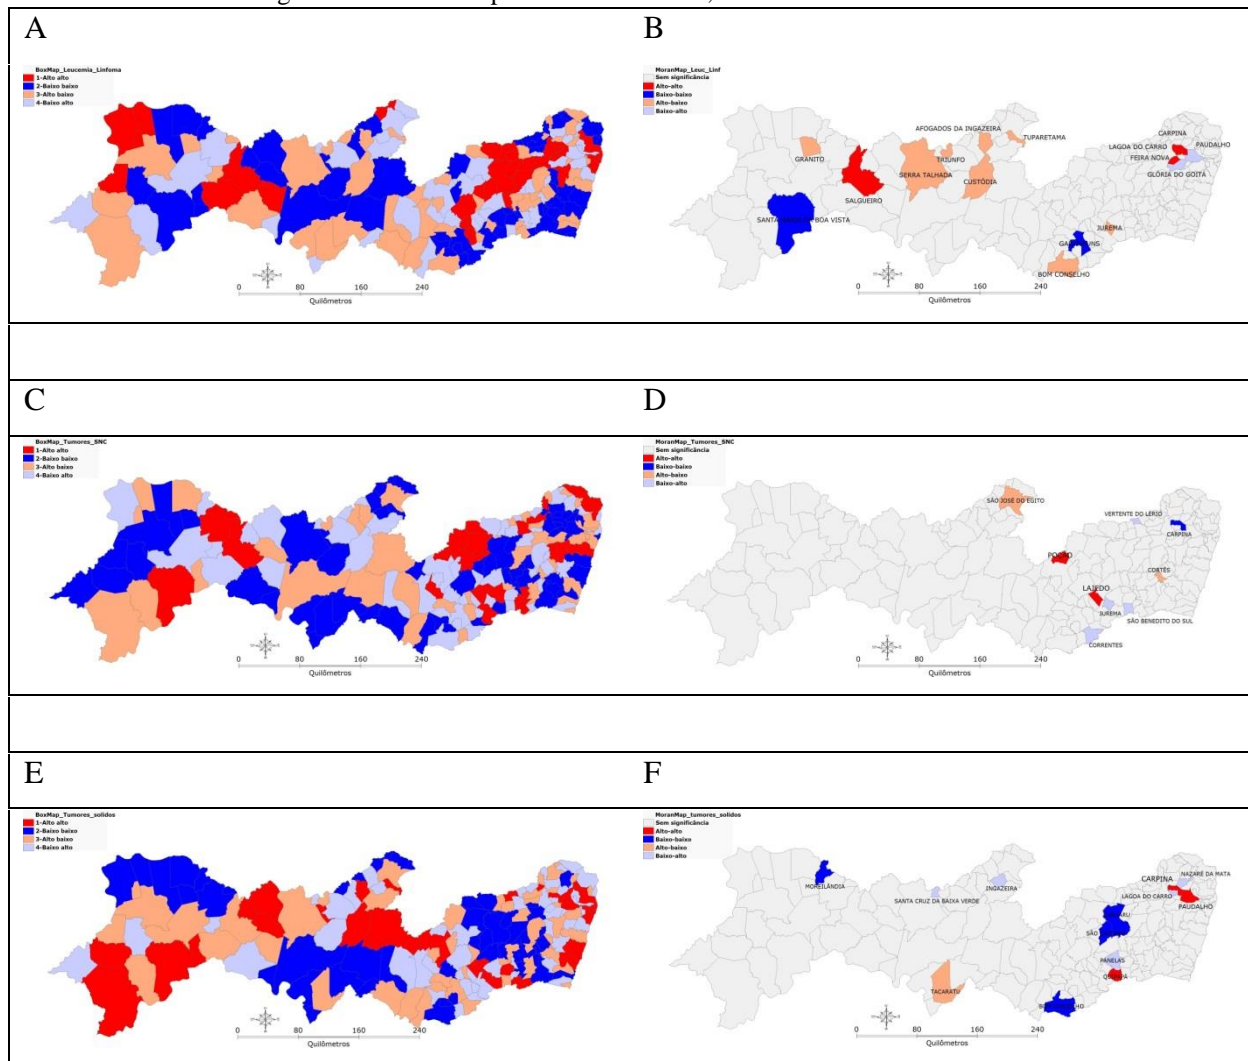 A
B
BoxMap_Leucemia_Linfoma
1-Alto alto
2-Baixo baixo
3-Alto baixo
4-Baixo alto
0 80 160 240
Quilômetros
MoranMap_Leuc_Linf
Sem significância
Alto-alto
Baixo-baixo
Alto-baixo
Baixo-alto
AFOGADOS DA INGAZEIRA
TUPARETAMA
CARPINA
LAGOA DO CARRO
PAUDALHO
GRANITO
TRIUNFO
FEIRA NOVA
SERRA TALHADA
CUSTÓDIA
GLÓRIA DO GOITÁ
SALGUEIRO
BOA VISTA
JUREMA
BOM CONSELHO
0 80 160 240
Quilômetros
C
D
BoxMap_Tumores_SNC
1-Alto alto
2-Baixo baixo
3-Alto baixo
4-Baixo alto
0 80 160 240
Quilômetros
MoranMap_Tumores_SNC
Sem significância
Alto-alto
Baixo-baixo
Alto-baixo
Baixo-alto
SÃO JOSÉ DO EGITO
VERTENTE DO LÉRIO
CARPINA
POÇÃO
CORTÊS
LAJEDO
JUREMA
SÃO BENEDITO DO SUL
CORRENTES
0 80 160 240
Quilômetros
E
F
BoxMap_Tumores_solidos
1-Alto alto
2-Baixo baixo
3-Alto baixo
4-Baixo alto
0 80 160 240
Quilômetros
MoranMap_tumores_solidos
Sem significância
Alto-alto
Baixo-baixo
Alto-baixo
Baixo-alto
MOREILÂNDIA
INGAZEIRA
SANTA CRUZ DA BAIXA VERDE
CARPINA
NAZARÉ DA MATA
LAGOA DO CARRO
PAUDALHO
PANELAS
TACARATU
0 80 160 240
Quilômetros